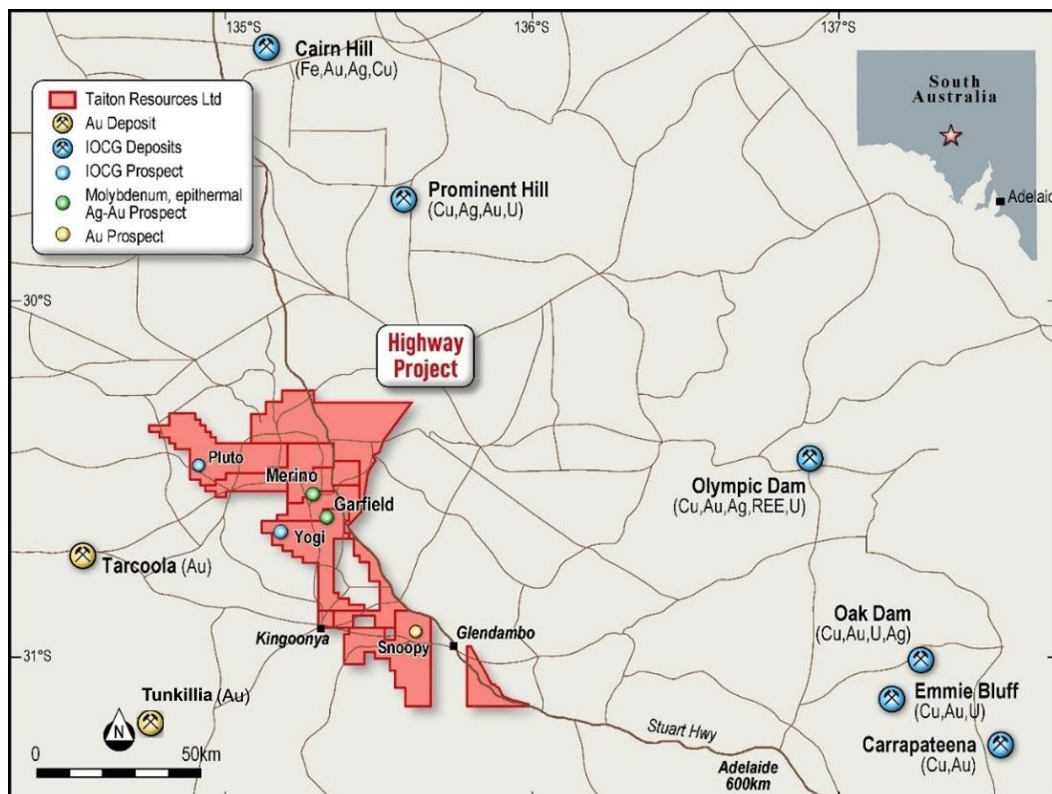 135°S
136°S
137°S
Cairn Hill
(Fe,Au,Ag,Cu)
Taiton Resources Ltd
Au Deposit
IOCG Deposits
IOCG Prospect
Molybdenum, epithermal
Ag-Au Prospect
Au Prospect
South
Australia
Adelaid
Prominent Hill
(Cu,Ag,Au,U)
30°S
Highway
Project
Pluto
Merino
Garfield
Yogi
Olympic Dam
(Cu,Au,Ag,REE,U)
Tarcoola (Au)
Kingoonya
Snoopy
Glendambo
Oak Dam
(Cu,Au,U,Ag)
31°S
Emmie Bluff
(Cu,Au,U)
Tunkillia (Au)
N
0
50km
Stuart Hwy
Carrapateena
(Cu,Au)
Adelaide
600km